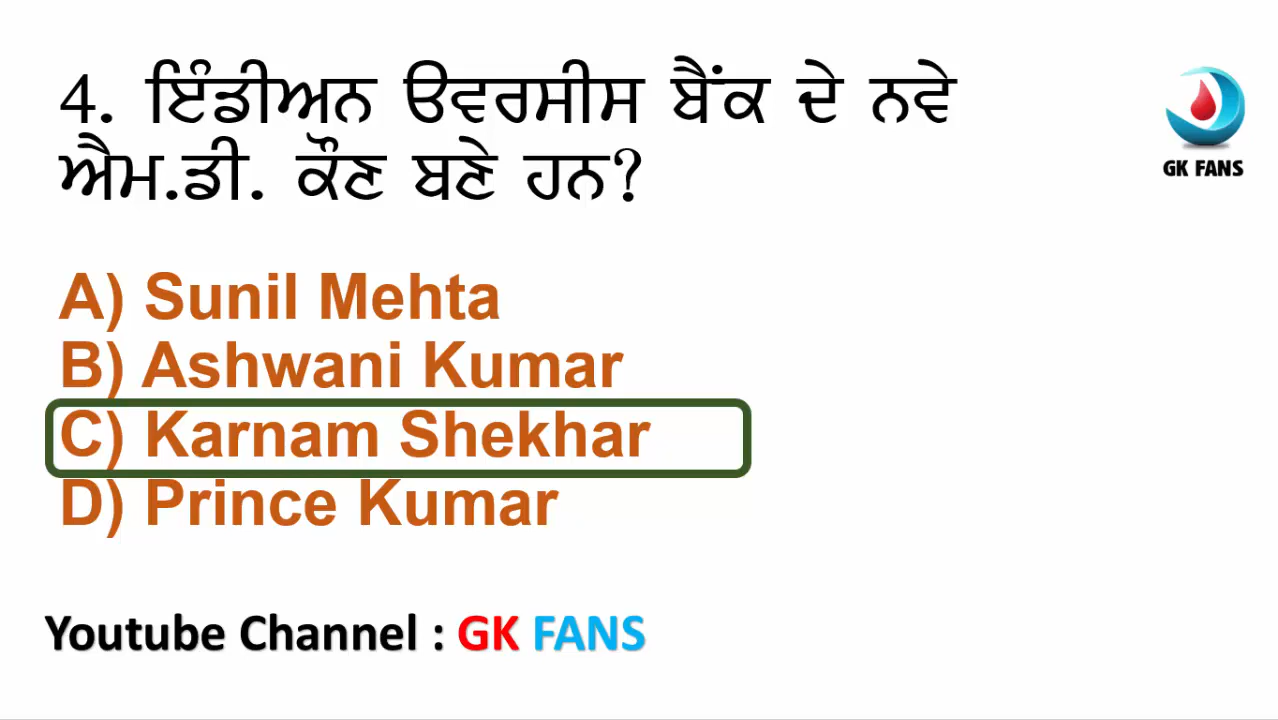 4. ਇੰਡੀਅਨ ੳਵਰਸੀਸ ਬੈਂਕ ਦੇ ਨਵੇ
ਐਮ.ਡੀ. ਕੌਣ ਬਣੇ ਹਨ?
GK FANS
A) Sunil Mehta
B) Ashwani Kumar
C) Karnam Shekhar
D) Prince Kumar
Youtube Channel : GK FANS